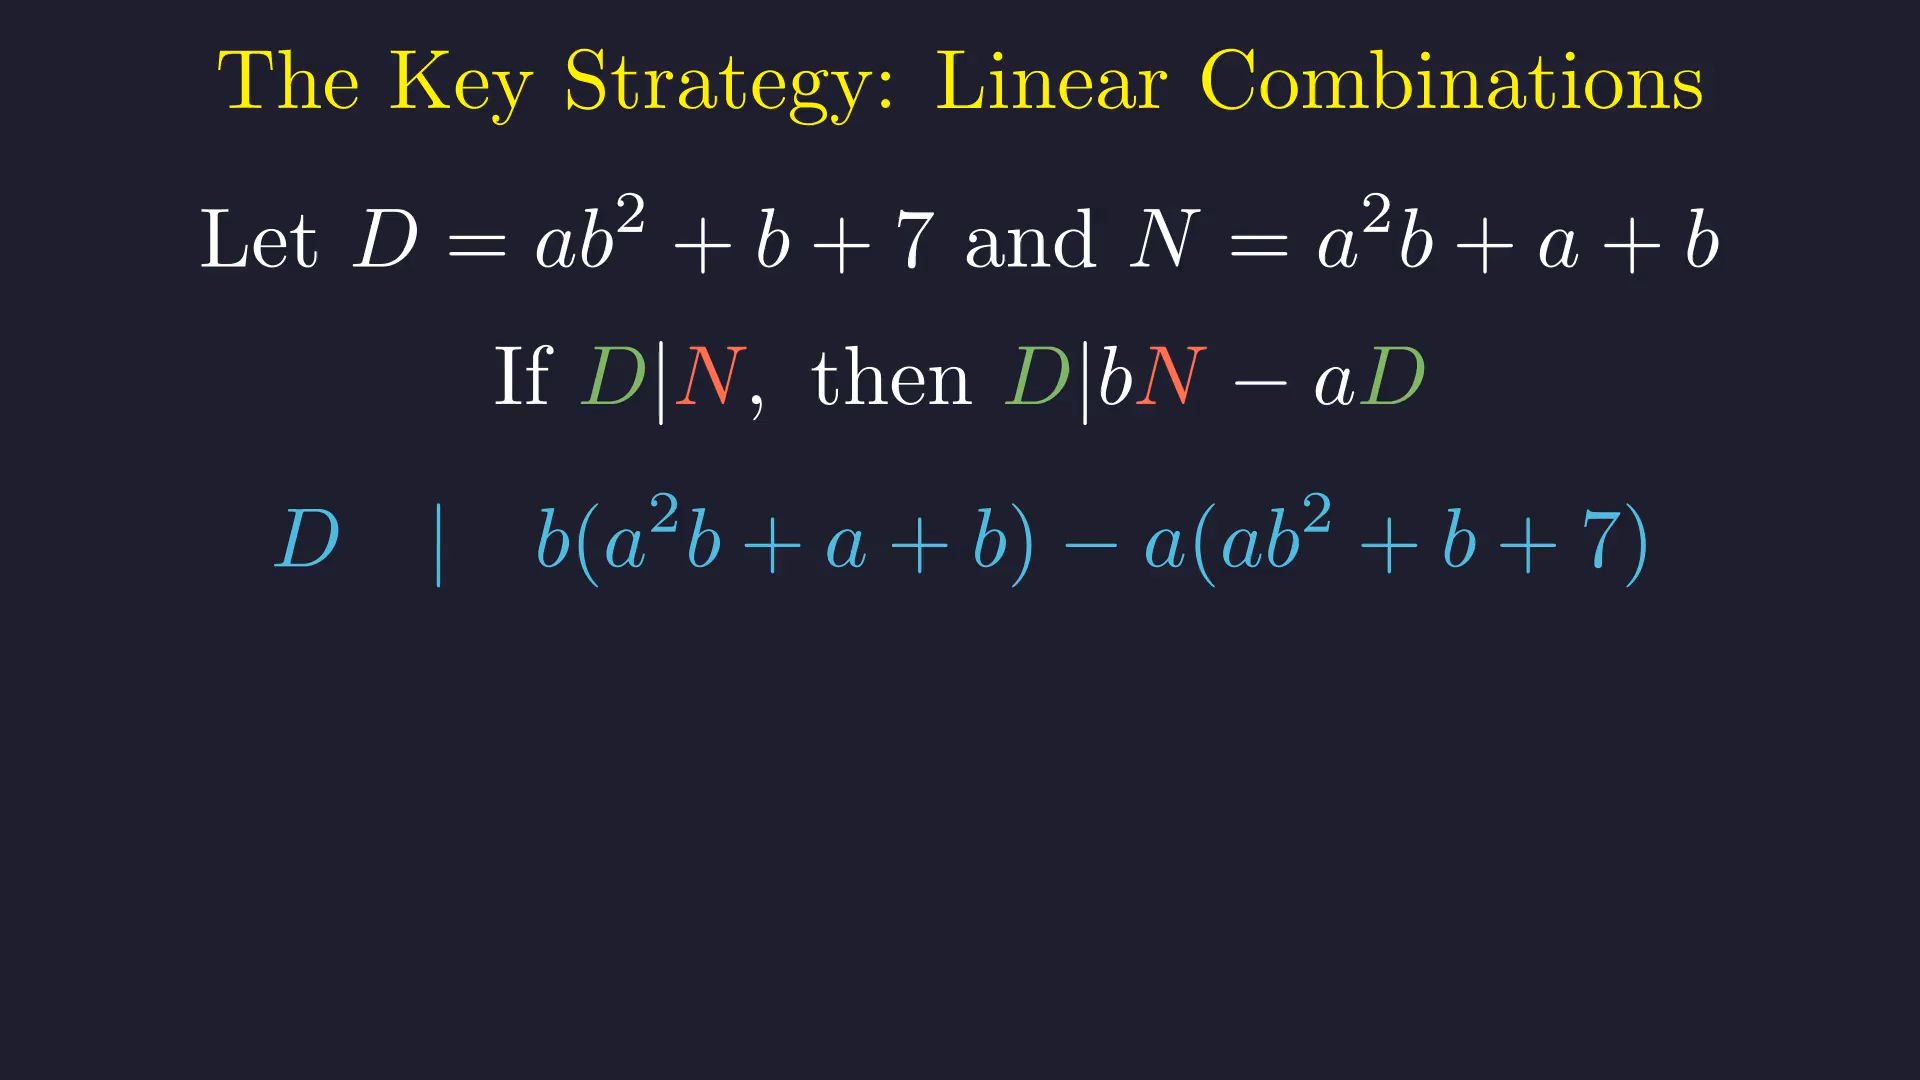 The Key Strategy: Linear Combinations
Let D = ab² + b + 7 and N = a²b + a + b
If D|N, then D|bN − aD
D | b(a²b + a + b) − a(ab² + b + 7)